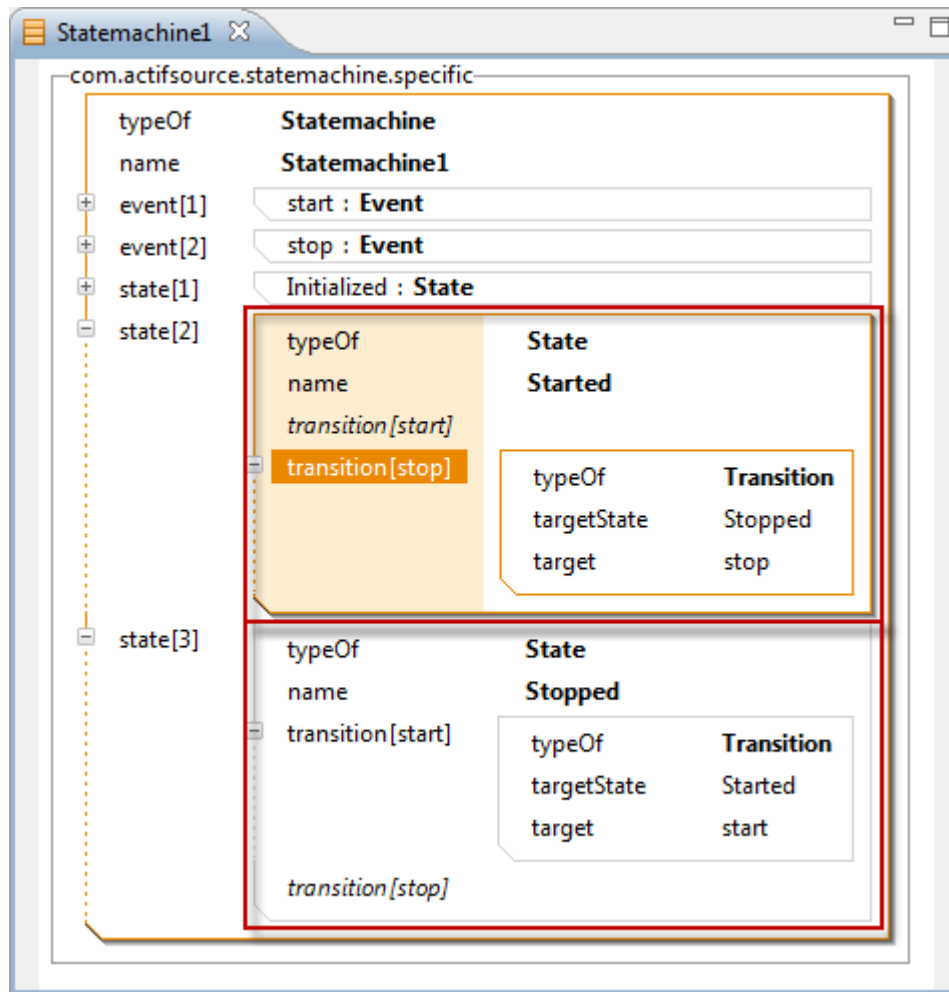 Statemachine1
com.actifsource.statemachine.specific
typeOf Statemachine
name Statemachine1
event[1] start : Event
event[2] stop : Event
state[1] Initialized : State
state[2]
typeOf State
name Started
transition[start]
transition[stop]
typeOf Transition
targetState Stopped
target stop
state[3]
typeOf State
name Stopped
transition[start]
typeOf Transition
targetState Started
target start
transition[stop]